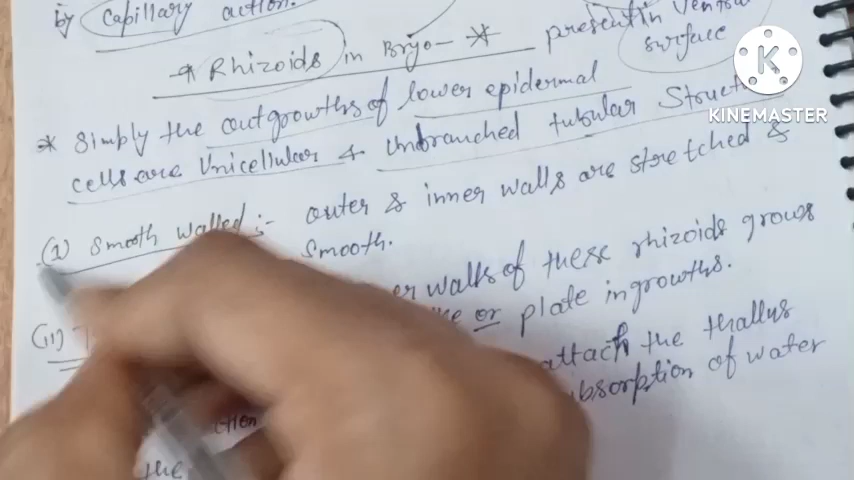 by capillary action.
* Rhizoids in Bryo- * present in ventral surface
* Simply the outgrowths of lower epidermal
cells are Unicellular & Unbranched tubular Struct
(i) Smooth walled :- outer & inner walls are stretched &
Smooth.
(ii) T er walls of these rhizoids grows
or plate ingrowths.
attach the thallus
absorption of water
the
K
KINEMASTER